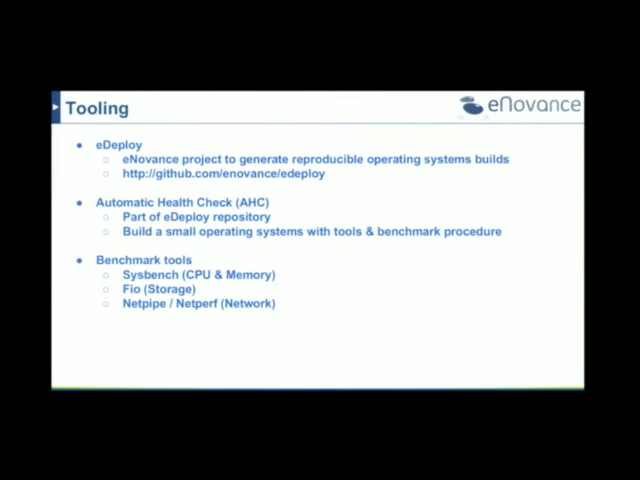 Tooling
eNovance
eDeploy
eNovance project to generate reproducible operating systems builds
http://github.com/enovance/edeploy
Automatic Health Check (AHC)
Part of eDeploy repository
Build a small operating systems with tools & benchmark procedure
Benchmark tools
Sysbench (CPU & Memory)
Fio (Storage)
Netpipe / Netperf (Network)